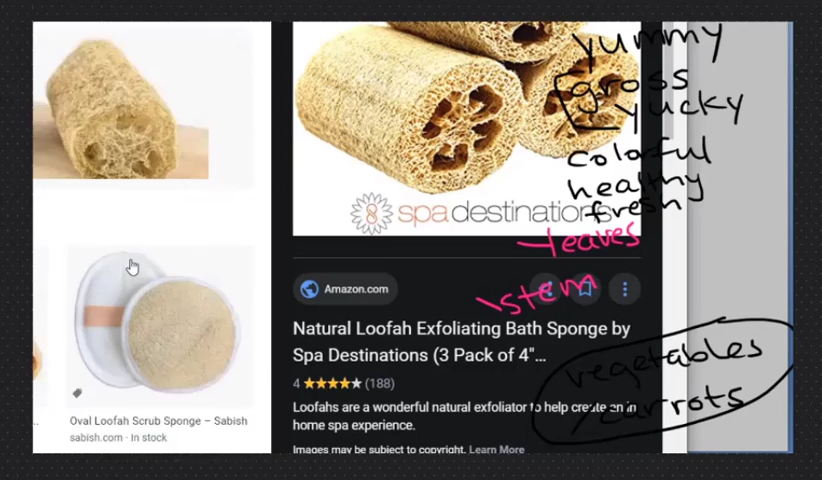 yummy
gross
yucky
colorful
healthy
fresh
spa destinations
leaves
stem
Amazon.com
Natural Loofah Exfoliating Bath Sponge by
Spa Destinations (3 Pack of 4"...
4 ★★★★★ (188)
Loofahs are a wonderful natural exfoliator to help create an in
home spa experience.
Images may be subject to copyright. Learn More
vegetables
carrots
..
Oval Loofah Scrub Sponge – Sabish
sabish.com · In stock